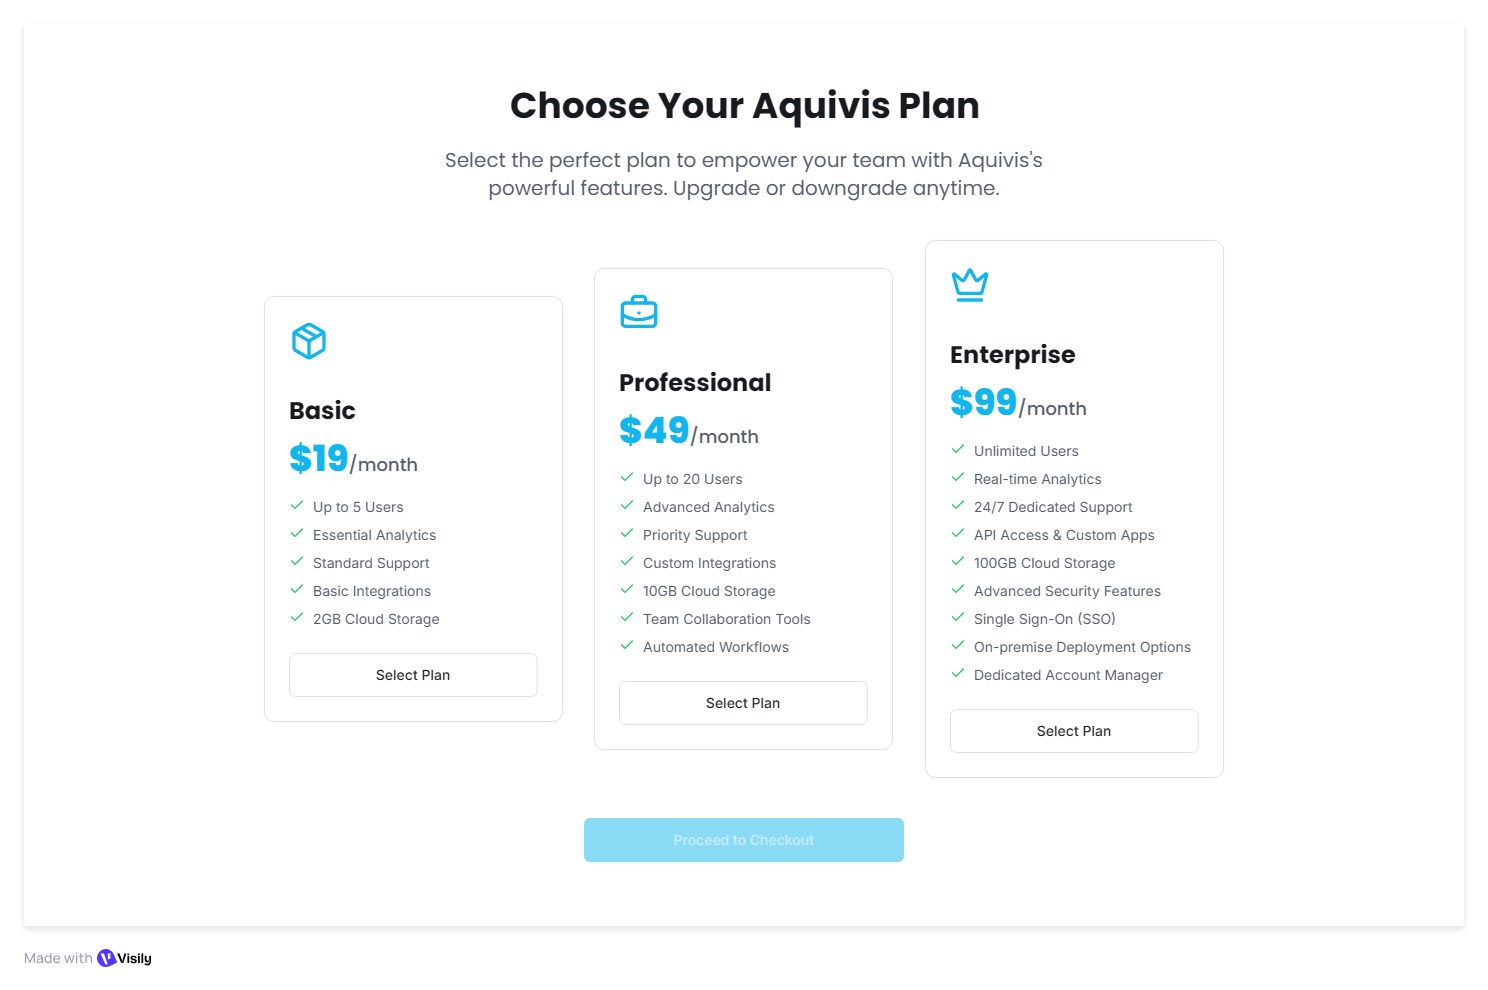 Choose Your Aquivis Plan
Select the perfect plan to empower your team with Aquivis's
powerful features. Upgrade or downgrade anytime.
Basic
$19/month
Up to 5 Users
Essential Analytics
Standard Support
Basic Integrations
2GB Cloud Storage
Select Plan
Professional
$49/month
Up to 20 Users
Advanced Analytics
Priority Support
Custom Integrations
10GB Cloud Storage
Team Collaboration Tools
Automated Workflows
Select Plan
Enterprise
$99/month
Unlimited Users
Real-time Analytics
24/7 Dedicated Support
API Access & Custom Apps
100GB Cloud Storage
Advanced Security Features
Single Sign-On (SSO)
On-premise Deployment Options
Dedicated Account Manager
Select Plan
Proceed to Checkout
Made with Visily